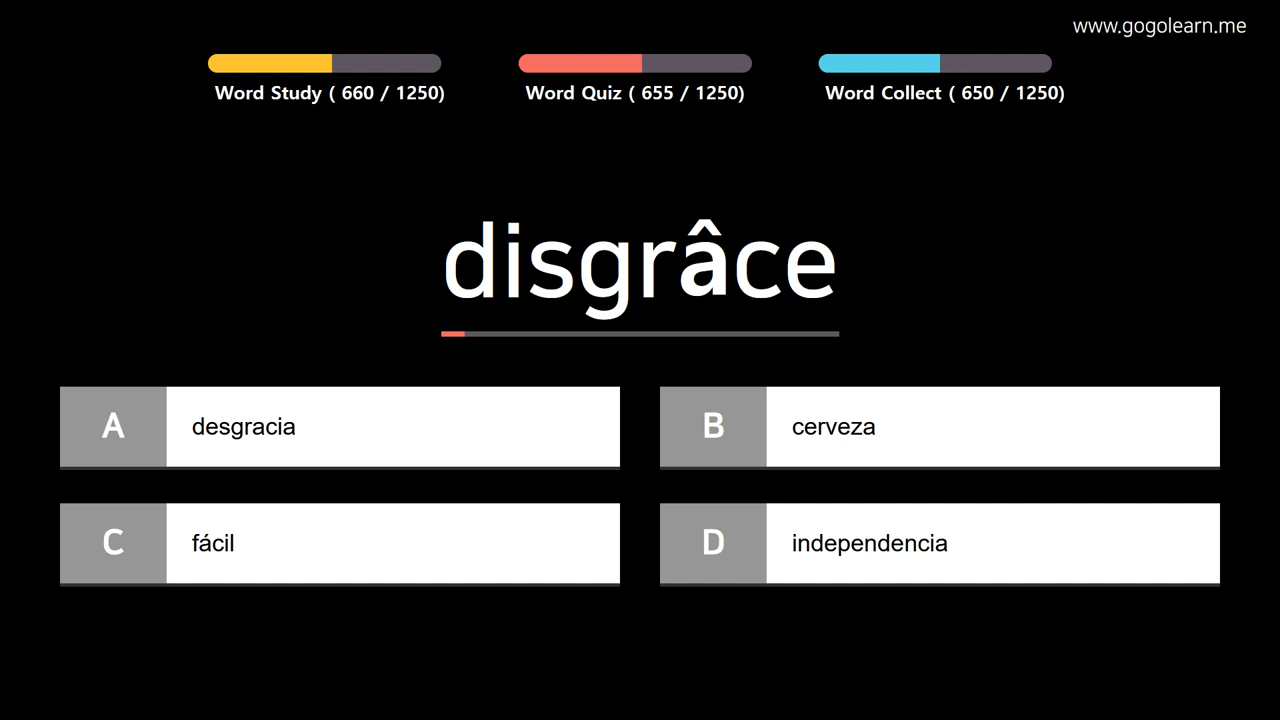 www.gogolearn.me
Word Study ( 660 / 1250)
Word Quiz ( 655 / 1250)
Word Collect ( 650 / 1250)
disgrâce
A
desgracia
B
cerveza
C
fácil
D
independencia